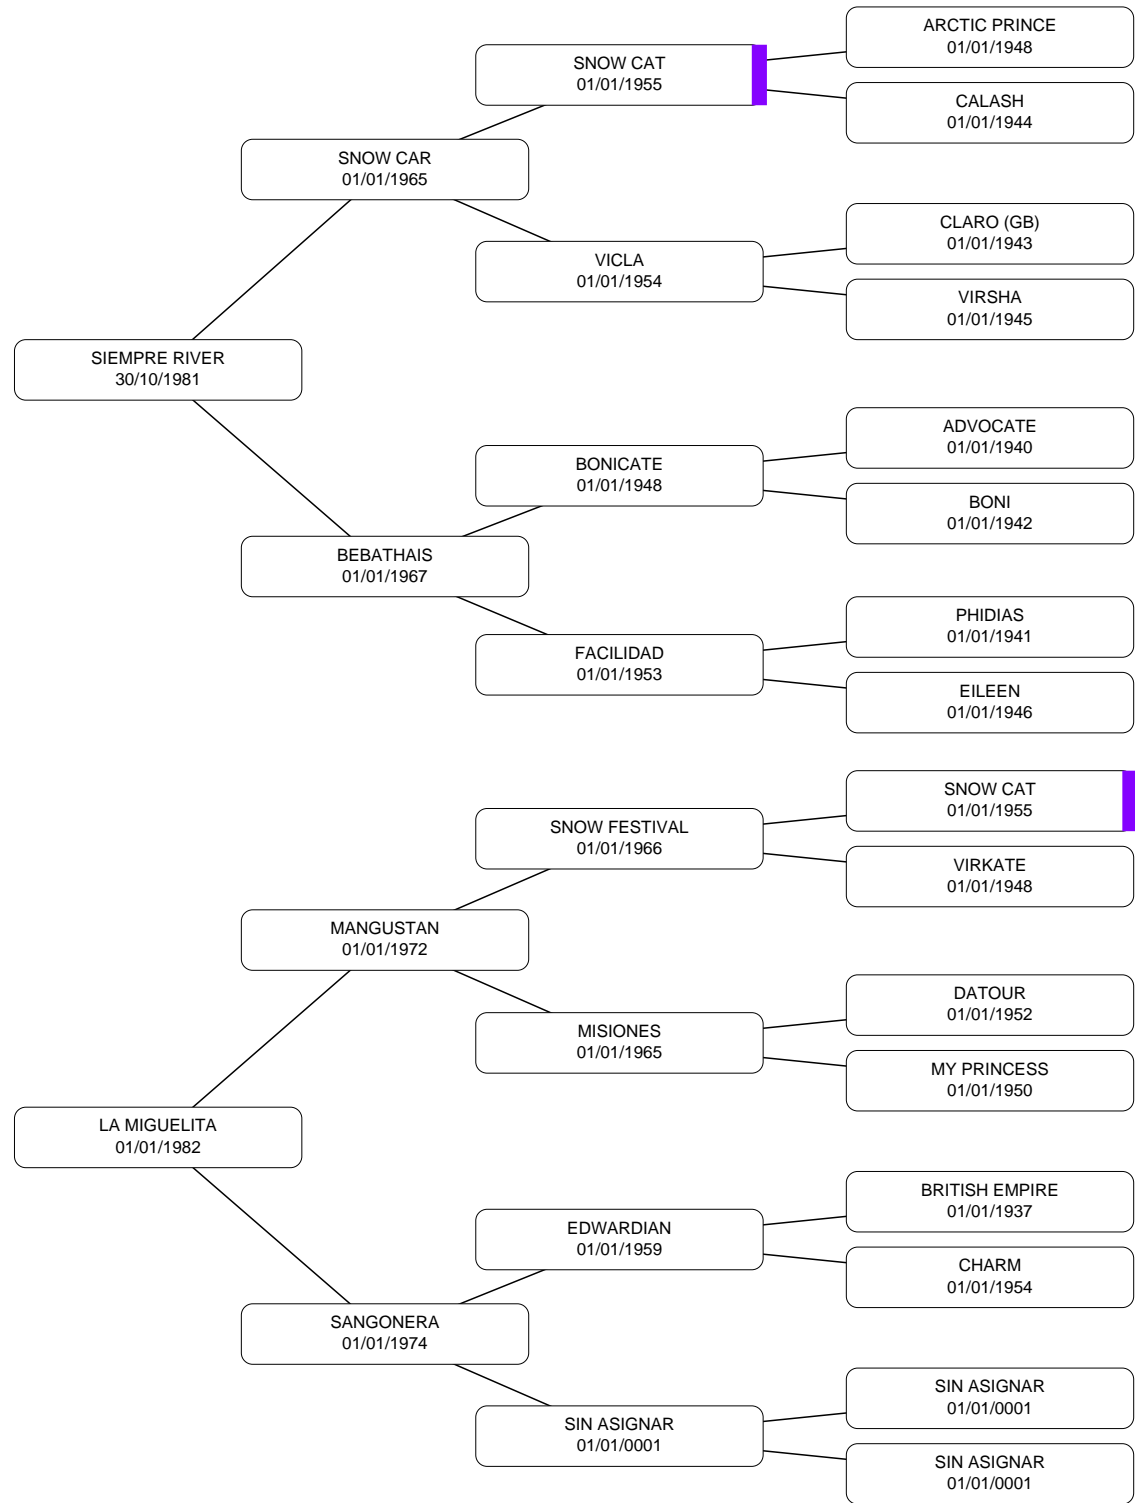 ARCTIC PRINCE
01/01/1948
SNOW CAT
01/01/1955
CALASH
01/01/1944
SNOW CAR
01/01/1965
CLARO (GB)
01/01/1943
VICLA
01/01/1954
VIRSHA
01/01/1945
SIEMPRE RIVER
30/10/1981
ADVOCATE
01/01/1940
BONICATE
01/01/1948
BONI
01/01/1942
BEBATHAIS
01/01/1967
PHIDIAS
01/01/1941
FACILIDAD
01/01/1953
EILEEN
01/01/1946
SNOW CAT
01/01/1955
SNOW FESTIVAL
01/01/1966
VIRKATE
01/01/1948
MANGUSTAN
01/01/1972
DATOUR
01/01/1952
MISIONES
01/01/1965
MY PRINCESS
01/01/1950
LA MIGUELITA
01/01/1982
BRITISH EMPIRE
01/01/1937
EDWARDIAN
01/01/1959
CHARM
01/01/1954
SANGONERA
01/01/1974
SIN ASIGNAR
01/01/0001
SIN ASIGNAR
01/01/0001
SIN ASIGNAR
01/01/0001